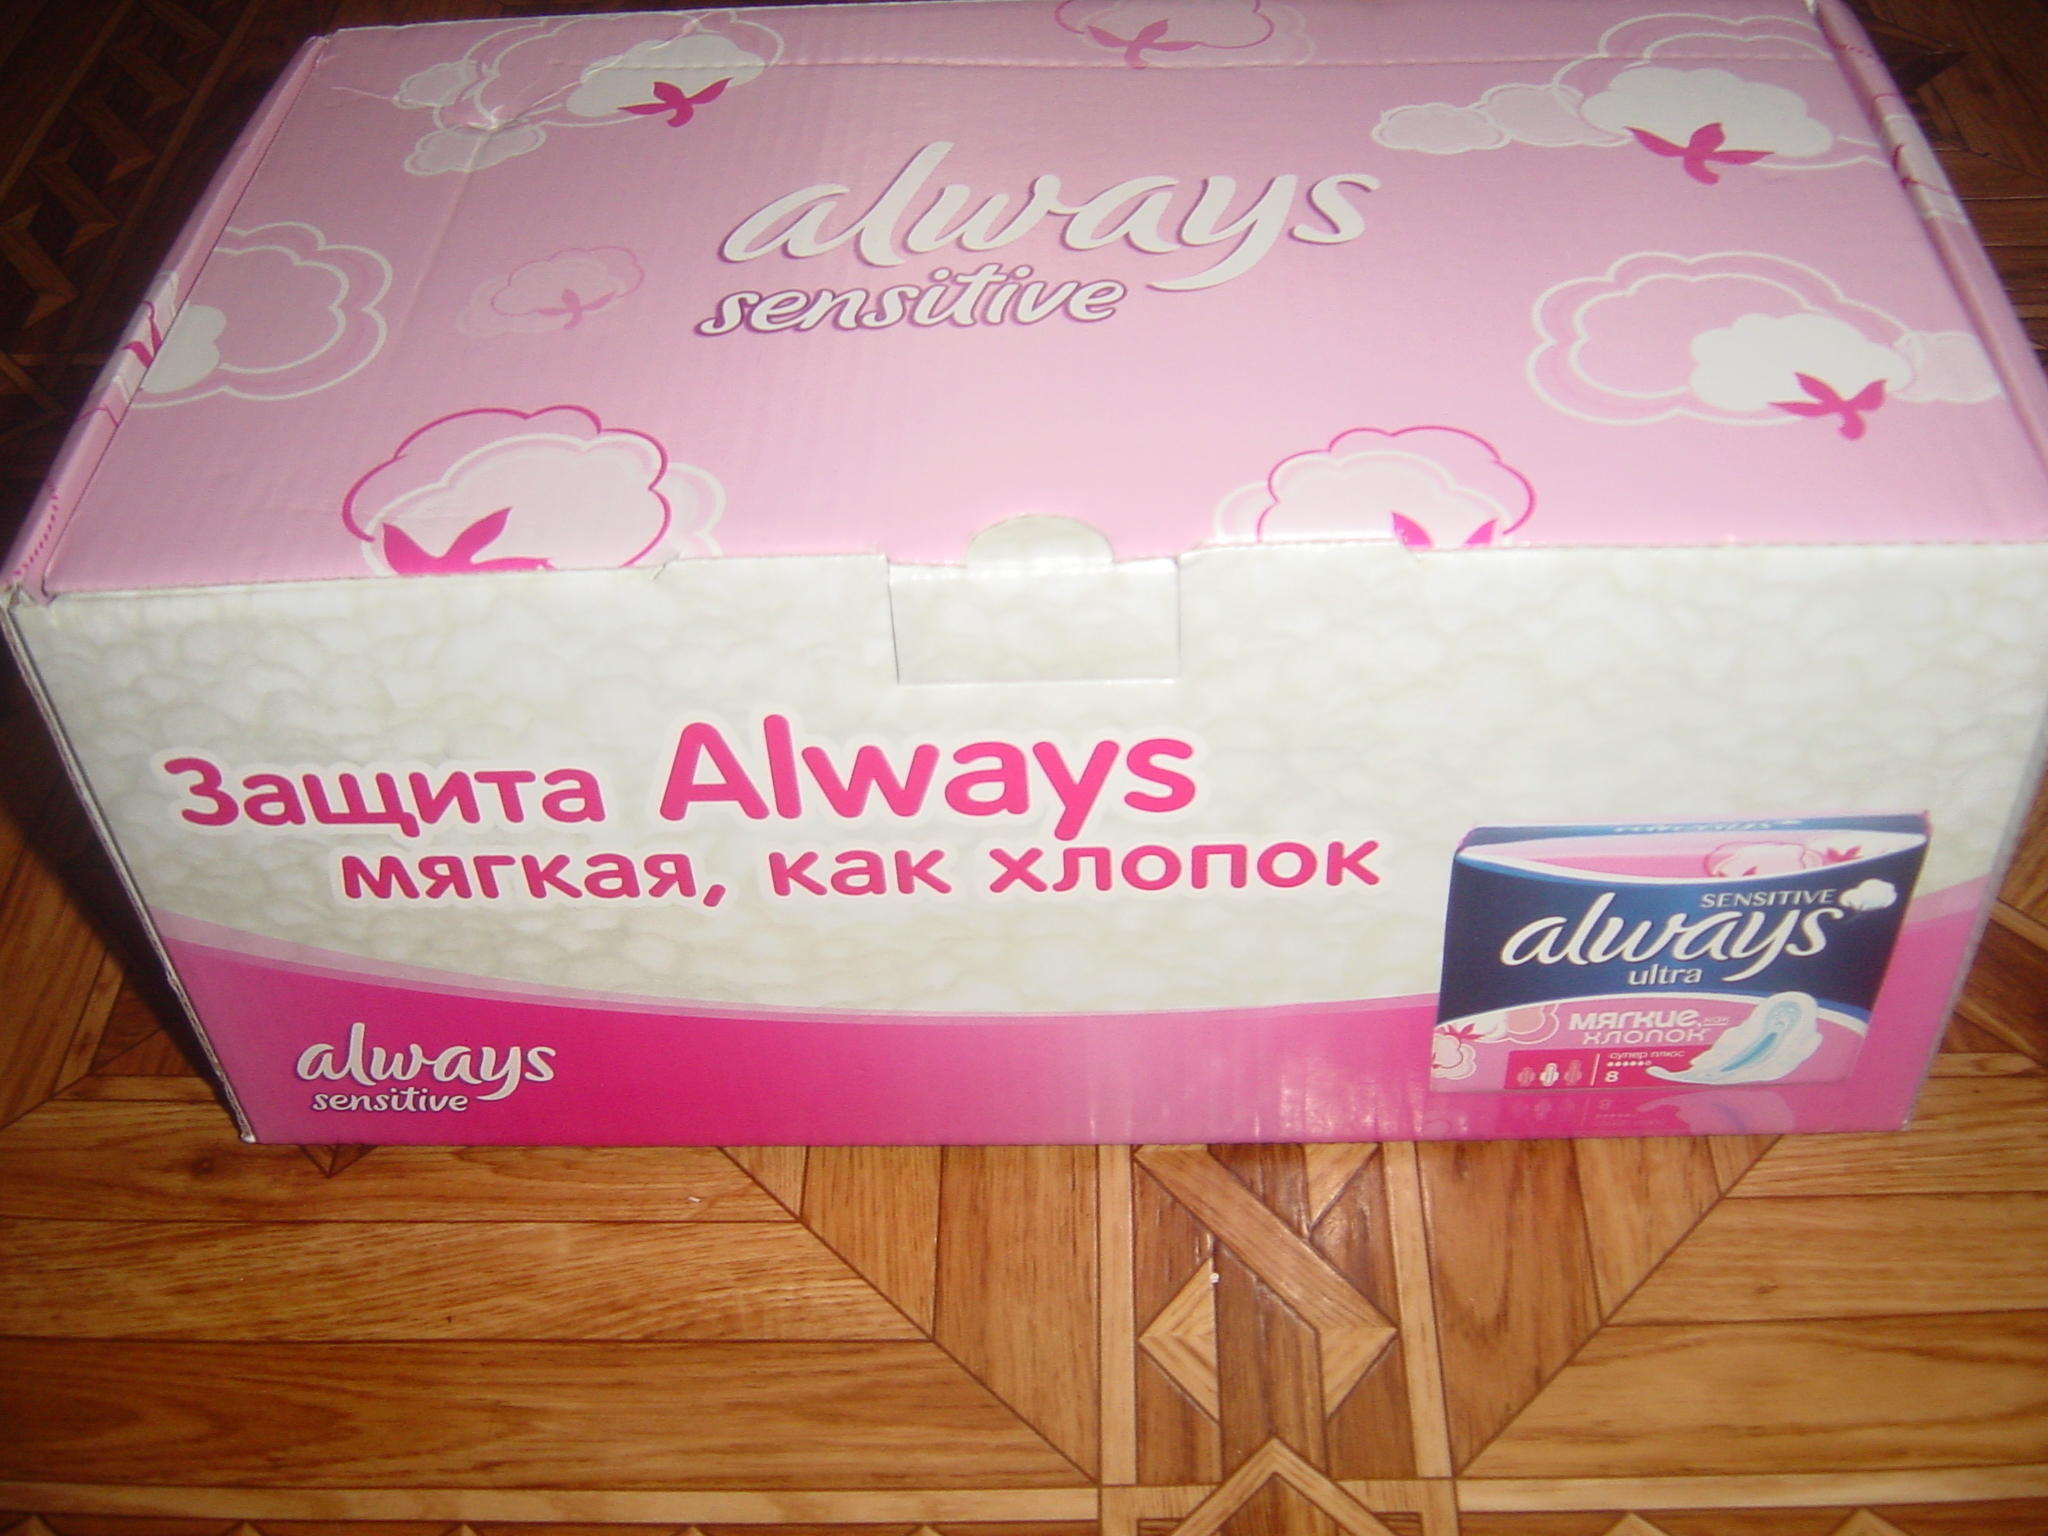 always
sensitive
Защита Always
мягкая, как хлопок
always
sensitive
SENSITIVE
always
ultra
мягкие, как
хлопок
супер плюс
8